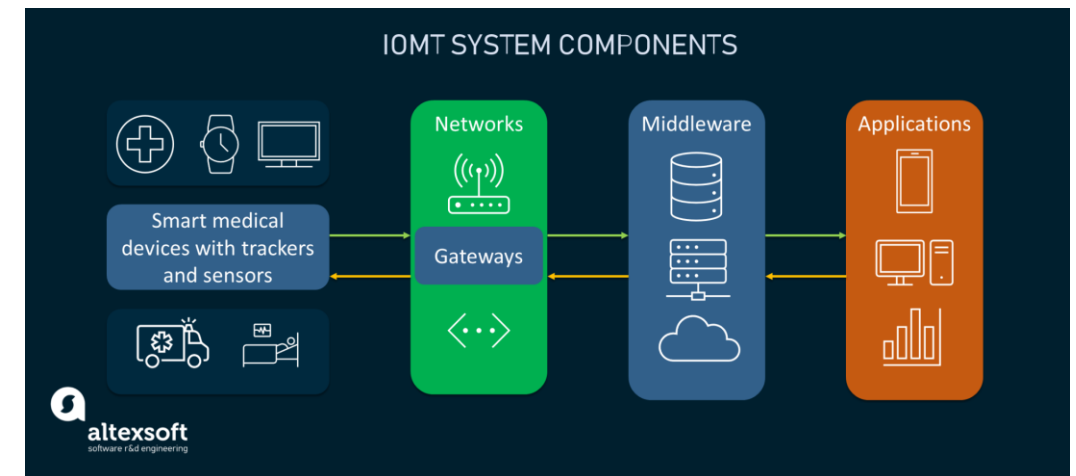 IOMT SYSTEM COMPONENTS
Smart medical
devices with trackers
and sensors
Networks
Gateways
Middleware
Applications
altexsoft
software r&d engineering